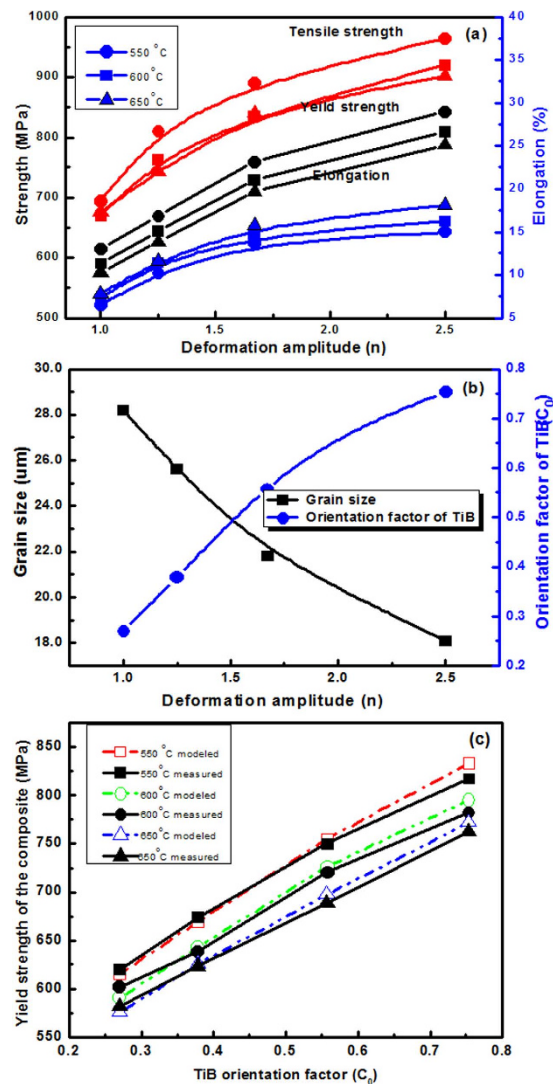 (a)
Tensile strength
Yeild strength
Elongation
550 °C
600 °C
650 °C
Strength (MPa)
1000
900
800
700
600
500
Elongation (%)
40
35
30
25
20
15
10
5
1.0 1.5 2.0 2.5
Deformation amplitude (n)
(b)
Grain size (um)
30.0
28.0
26.0
24.0
22.0
20.0
18.0
Orientation factor of TiB(C0)
0.8
0.7
0.6
0.5
0.4
0.3
0.2
Grain size
Orientation factor of TiB
1.0 1.5 2.0 2.5
Deformation amplitude (n)
(c)
Yield strength of the composite (MPa)
850
800
750
700
650
600
550
550 °C modeled
550 °C measured
600 °C modeled
600 °C measured
650 °C modeled
650 °C measured
0.2 0.3 0.4 0.5 0.6 0.7 0.8
TiB orientation factor (C0)